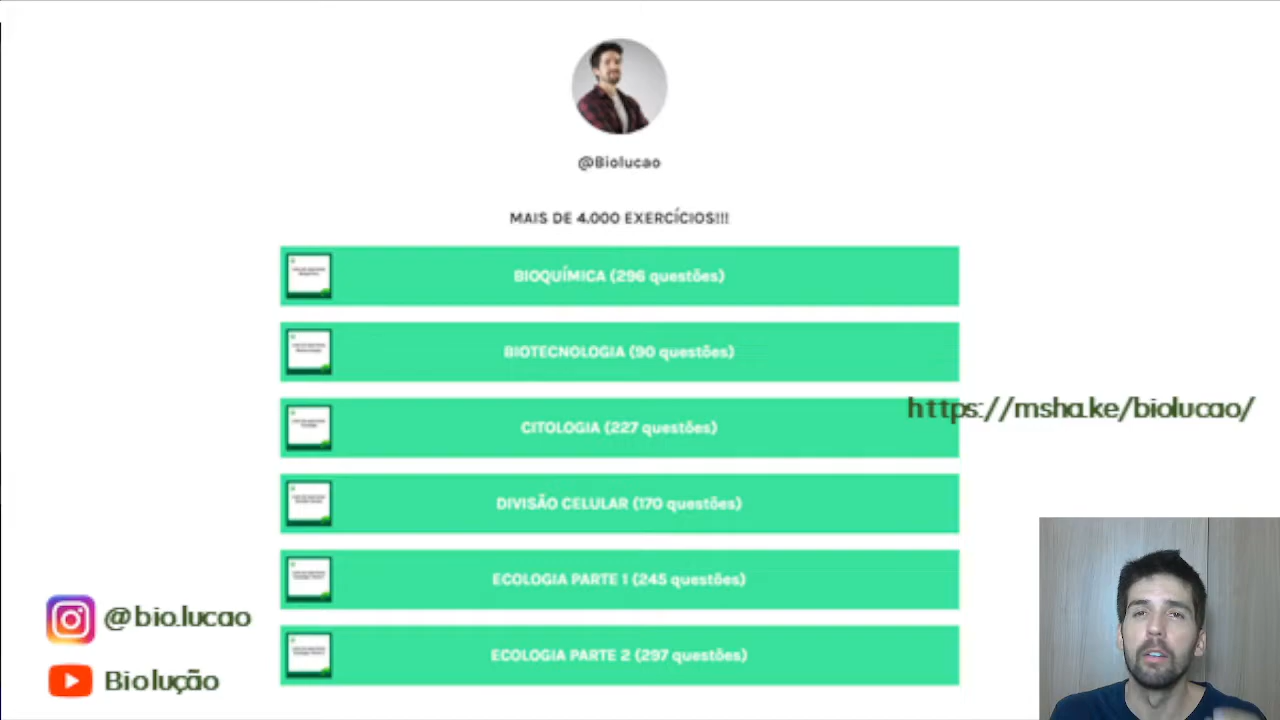 @Biolucao
MAIS DE 4.000 EXERCÍCIOS!!!
BIOQUÍMICA (296 questões)
BIOTECNOLOGIA (90 questões)
https://msha.ke/biolucao/
CITOLOGIA (227 questões)
DIVISÃO CELULAR (170 questões)
ECOLOGIA PARTE 1 (245 questões)
@bio.lucao
ECOLOGIA PARTE 2 (297 questões)
Biolução